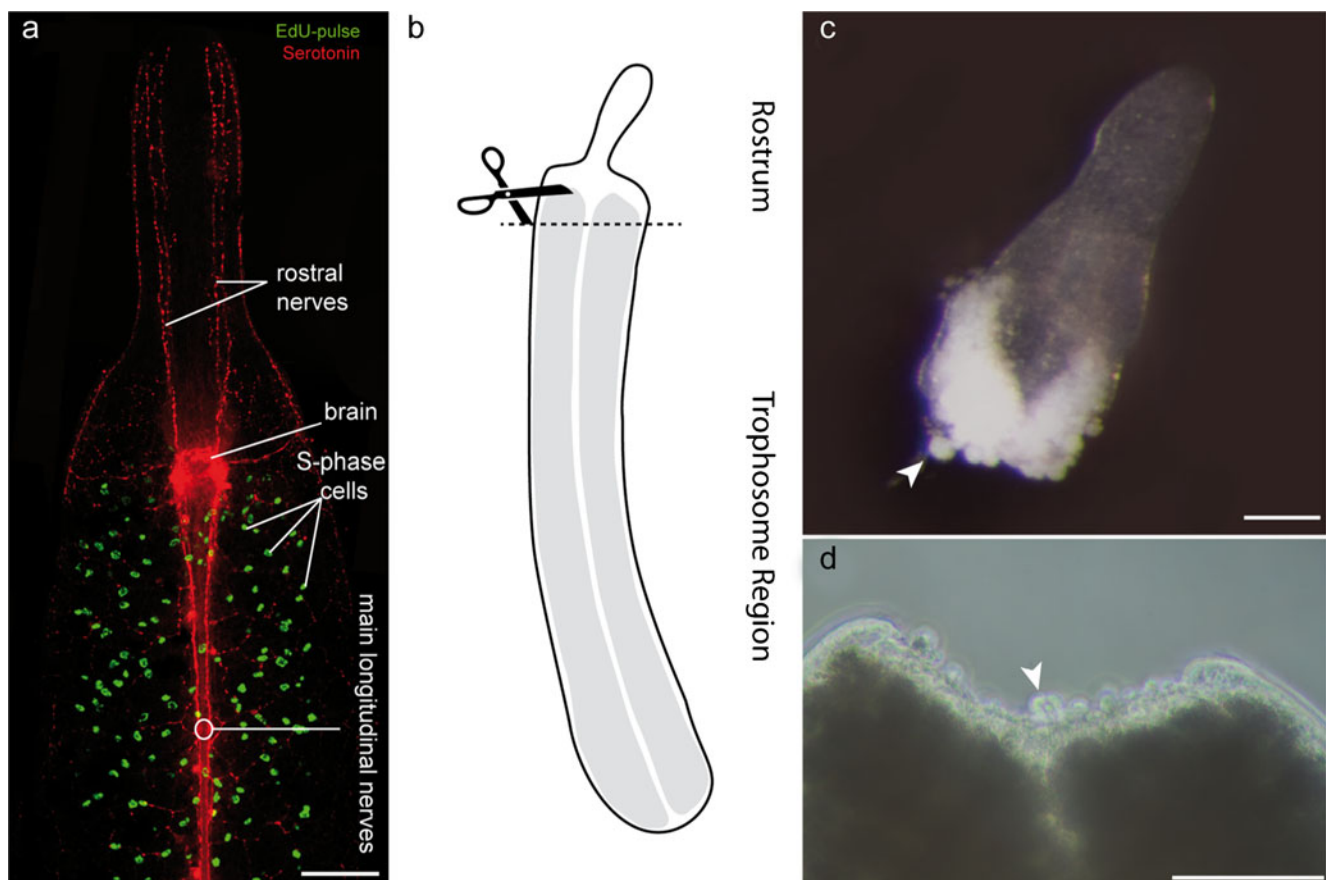 a
EdU-pulse
Serotonin
rostral
nerves
brain
S-phase
cells
main longitudinal nerves
b
Rostrum
Trophosome Region
c
d